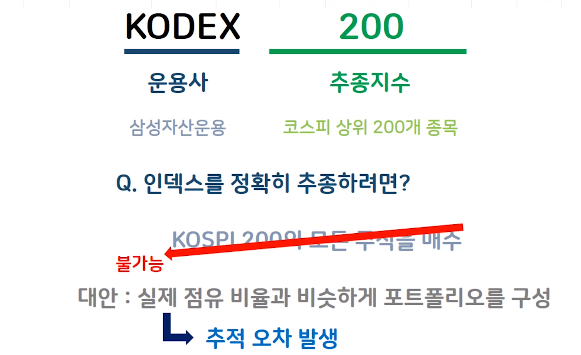 KODEX 200
운용사 추종지수
삼성자산운용 코스피 상위 200개 종목
Q. 인덱스를 정확히 추종하려면?
KOSPI 200의 모든 주식을 매수
불가능
대안 : 실제 점유 비율과 비슷하게 포트폴리오를 구성
추적 오차 발생